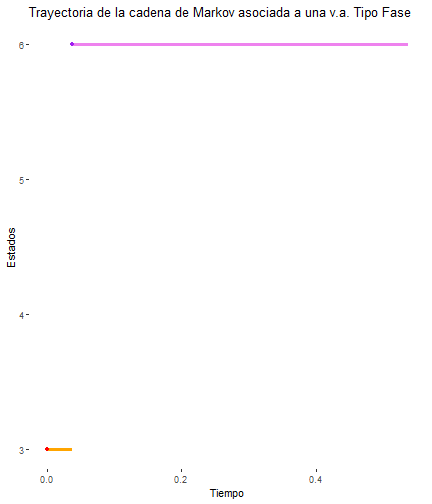 Trayectoria de la cadena de Markov asociada a una v.a. Tipo Fase
6
5
4
3
Estados
0.0
0.2
0.4
Tiempo